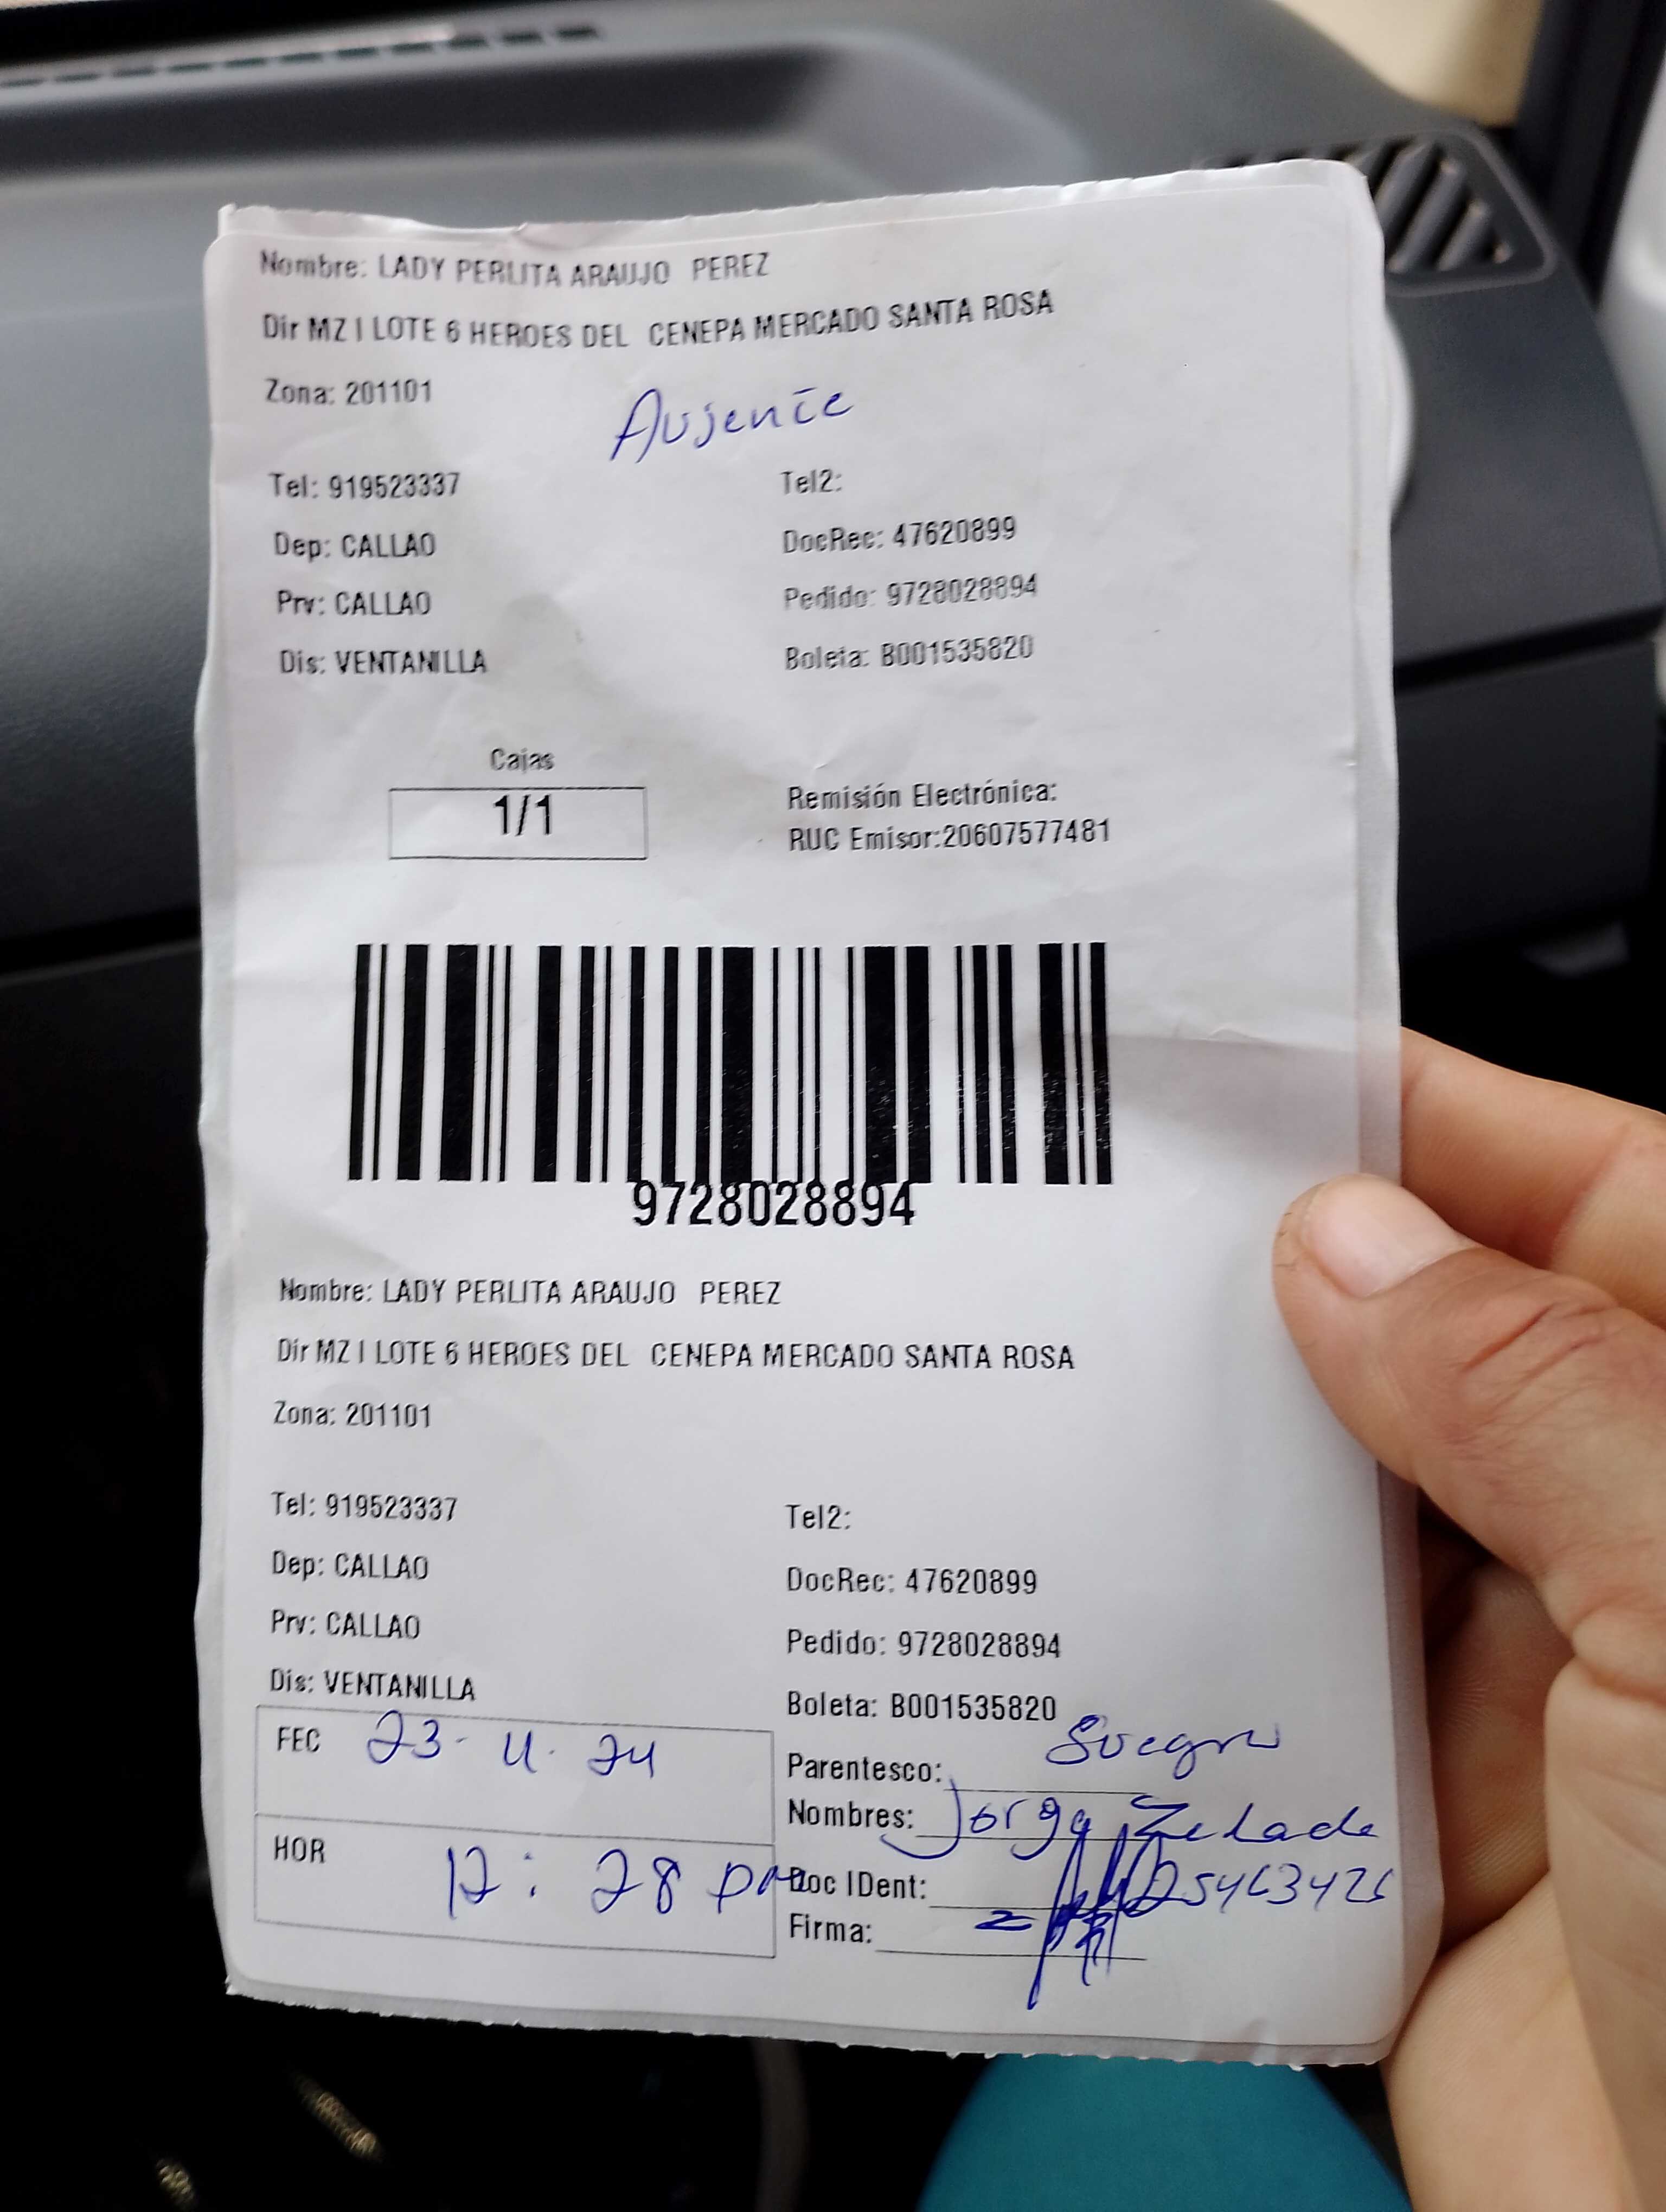 Nombre: LADY PERLITA ARAUJO PEREZ
Dir MZ I LOTE 6 HEROES DEL CENEPA MERCADO SANTA ROSA
Zona: 201101
Ausente
Tel: 919523337
Tel2:
Dep: CALLAO
DocRec: 47620899
Prv: CALLAO
Pedido: 9728028894
Dis: VENTANILLA
Boleta: B001535820
Cajas
1/1
Remisión Electrónica:
RUC Emisor:20607577481
9728028894
Nombre: LADY PERLITA ARAUJO PEREZ
Dir MZ I LOTE 6 HEROES DEL CENEPA MERCADO SANTA ROSA
Zona: 201101
Tel: 919523337
Tel2:
Dep: CALLAO
DocRec: 47620899
Prv: CALLAO
Pedido: 9728028894
Dis: VENTANILLA
Boleta: B001535820
FEC 23- 4- 24
Parentesco: Suegro
Nombres: Jorge Zelada
HOR 12: 28 pm
Doc IDent: 25463426
Firma: